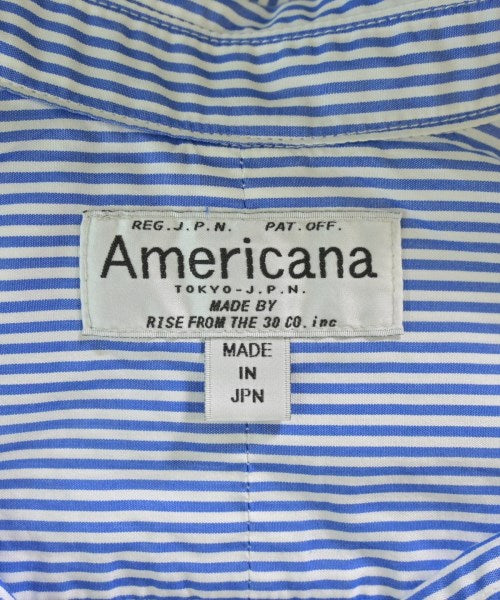 REG.J.P.N. PAT.OFF.
Americana
TOKYO-J.P.N.
MADE BY
RISE FROM THE 30 CO. inc
MADE
IN
JPN